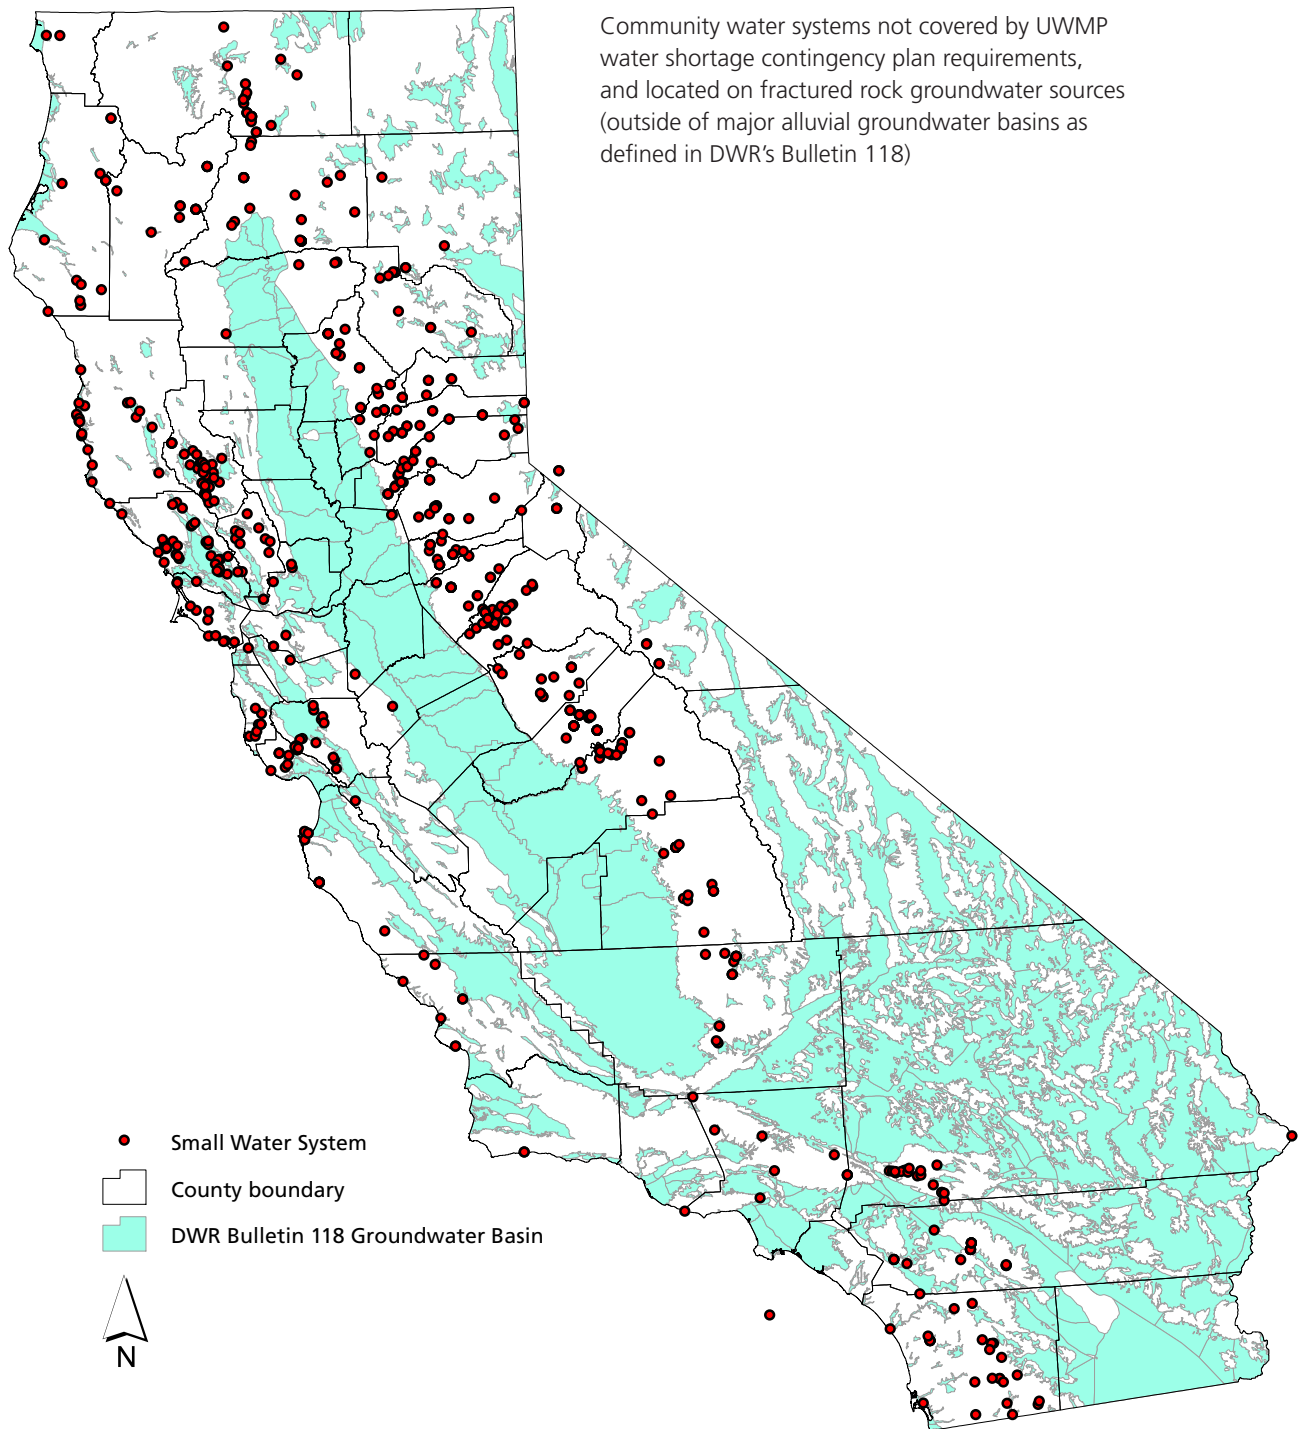 Community water systems not covered by UWMP
water shortage contingency plan requirements,
and located on fractured rock groundwater sources
(outside of major alluvial groundwater basins as
defined in DWR's Bulletin 118)
Small Water System
County boundary
DWR Bulletin 118 Groundwater Basin
N